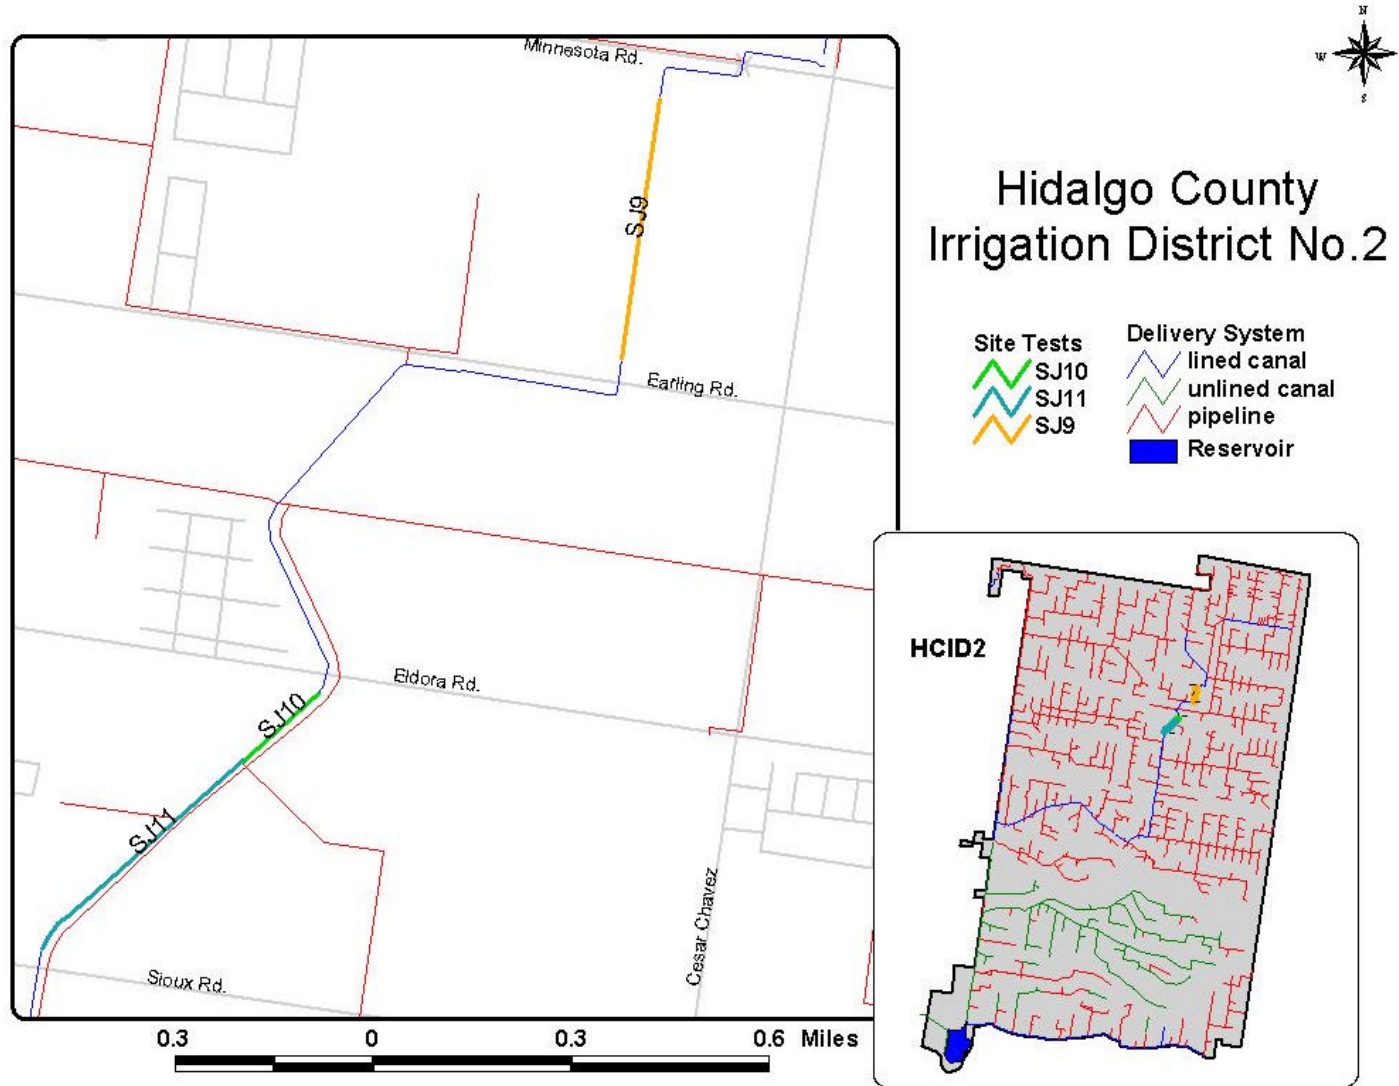 N
W
S
Minnesota Rd.
SJ9
Earling Rd.
Eldora Rd.
SJ10
SJ11
Cesar Chavez
Sioux Rd.
0.3 0 0.3 0.6 Miles
Hidalgo County
Irrigation District No.2
Site Tests
SJ10
SJ11
SJ9
Delivery System
lined canal
unlined canal
pipeline
Reservoir
HCID2